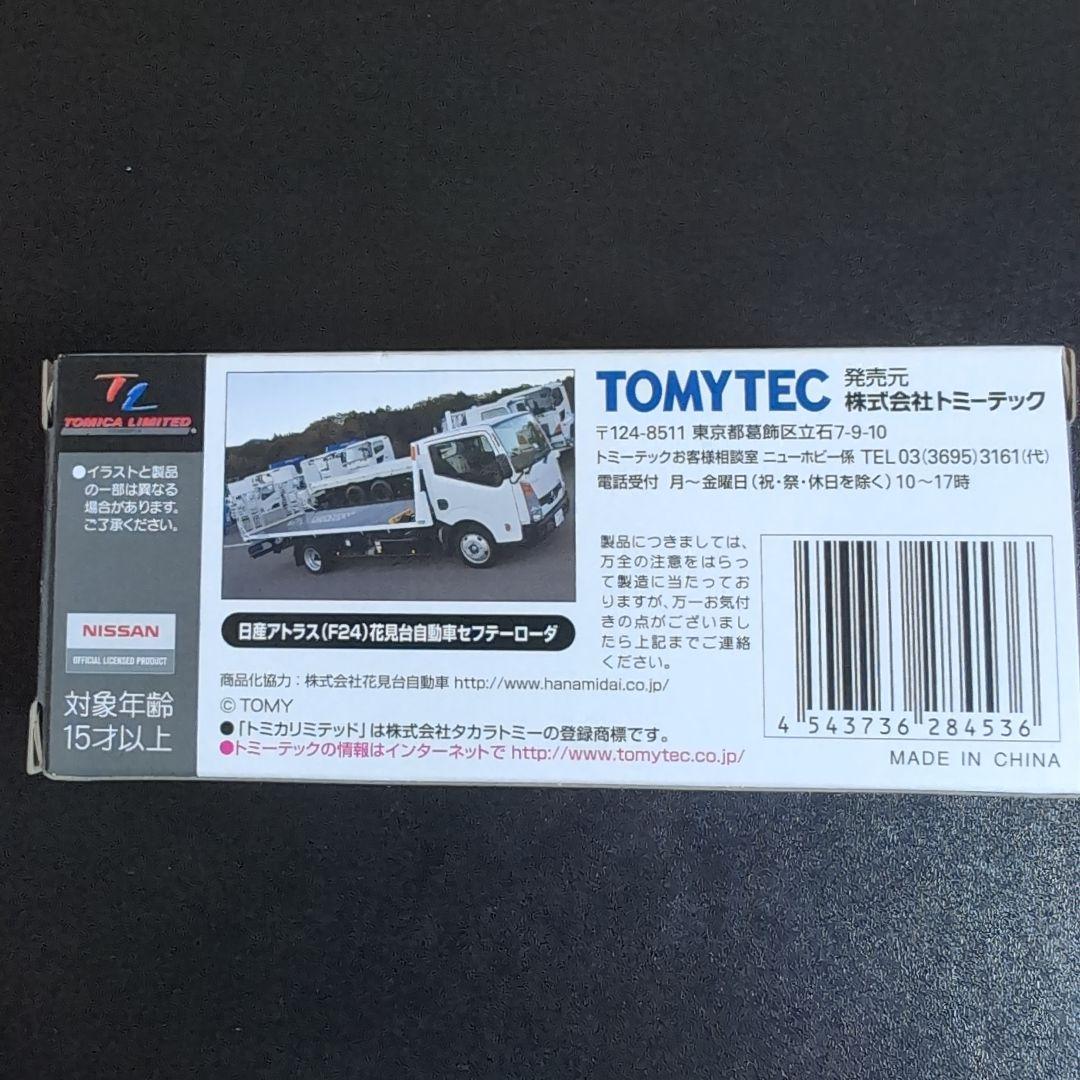 TL
TOMICA LIMITED
●イラストと製品
の一部は異なる
場合があります。
ご了承ください。
NISSAN
OFFICIAL LICENSED PRODUCT
対象年齢
15才以上
日産アトラス(F24)花見台自動車セフテーローダ
商品化協力：株式会社花見台自動車 http://www.hanamidai.co.jp/
© TOMY
●「トミカリミテッド」は株式会社タカラトミーの登録商標です。
●トミーテックの情報はインターネットで http://www.tomytec.co.jp/
TOMYTEC 発売元
株式会社トミーテック
〒124-8511 東京都葛飾区立石7-9-10
トミーテックお客様相談室 ニューホビー係 TEL 03(3695)3161(代)
電話受付 月～金曜日(祝・祭・休日を除く)10～17時
製品につきましては、
万全の注意をはらっ
て製造に当たってお
りますが、万一お気付
きの点がございまし
たら上記までご連絡
ください。
4 543736 284536
MADE IN CHINA